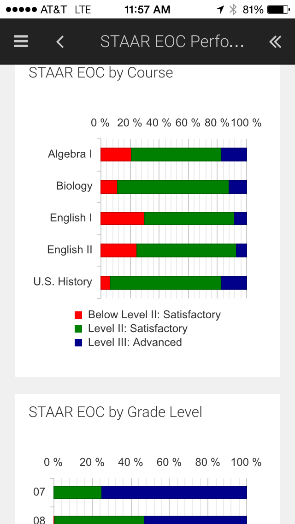 AT&T LTE 11:57 AM 81%
STAAR EOC Perfo...
STAAR EOC by Course
0 % 20 % 40 % 60 % 80 % 100 %
Algebra I
Biology
English I
English II
U.S. History
Below Level II: Satisfactory
Level II: Satisfactory
Level III: Advanced
STAAR EOC by Grade Level
0 % 20 % 40 % 60 % 80 % 100 %
07
08